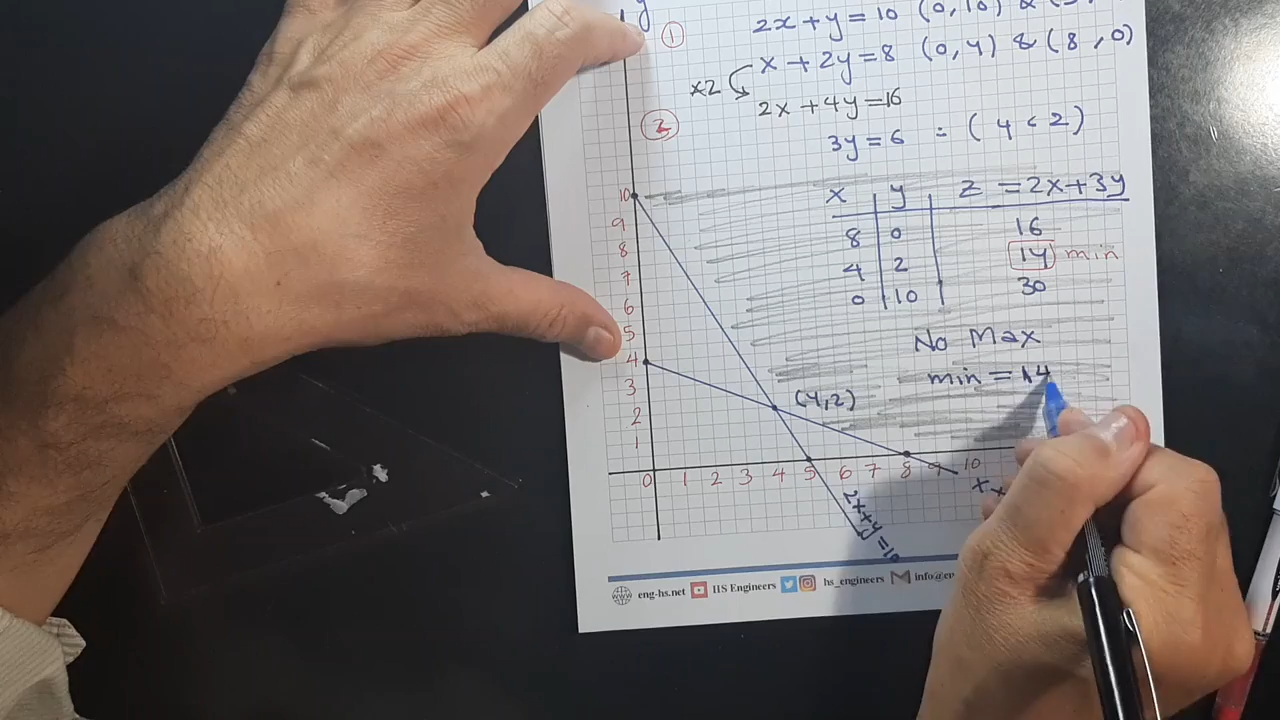 y
① 2x+y=10 (0,10) &
x+2y=8 (0,4) & (8,0)
x2
2x+4y=16
② 3y=6 = (4 < 2)
x y z =2x+3y
8 0 16
4 2 14 min
0 10 30
No Max
min =14
(4,2)
10
9
8
7
6
5
4
3
2
1
0 1 2 3 4 5 6 7 8 9 10
x
2x+y=10
eng-hs.net hs_engineers